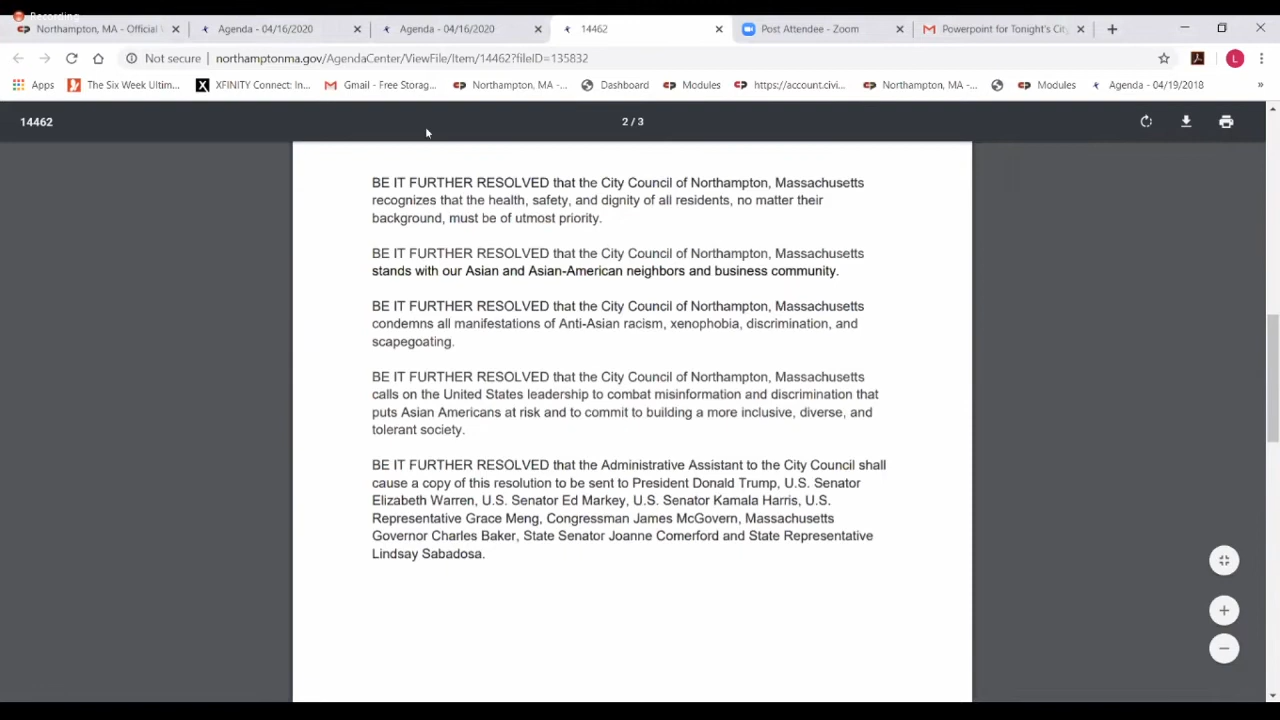 Recording
Northampton, MA - Official
Agenda - 04/16/2020
Agenda - 04/16/2020
14462
Post Attendee - Zoom
Powerpoint for Tonight's Cit
Not secure
northamptonma.gov/AgendaCenter/ViewFile/Item/14462?fileID=135832
L
Apps
The Six Week Ultim...
XFINITY Connect: In...
Gmail - Free Storag...
Northampton, MA -...
Dashboard
Modules
https://account.civi...
Northampton, MA -...
Modules
Agenda - 04/19/2018
»
14462
2 / 3
BE IT FURTHER RESOLVED that the City Council of Northampton, Massachusetts
recognizes that the health, safety, and dignity of all residents, no matter their
background, must be of utmost priority.
BE IT FURTHER RESOLVED that the City Council of Northampton, Massachusetts
stands with our Asian and Asian-American neighbors and business community.
BE IT FURTHER RESOLVED that the City Council of Northampton, Massachusetts
condemns all manifestations of Anti-Asian racism, xenophobia, discrimination, and
scapegoating.
BE IT FURTHER RESOLVED that the City Council of Northampton, Massachusetts
calls on the United States leadership to combat misinformation and discrimination that
puts Asian Americans at risk and to commit to building a more inclusive, diverse, and
tolerant society.
BE IT FURTHER RESOLVED that the Administrative Assistant to the City Council shall
cause a copy of this resolution to be sent to President Donald Trump, U.S. Senator
Elizabeth Warren, U.S. Senator Ed Markey, U.S. Senator Kamala Harris, U.S.
Representative Grace Meng, Congressman James McGovern, Massachusetts
Governor Charles Baker, State Senator Joanne Comerford and State Representative
Lindsay Sabadosa.